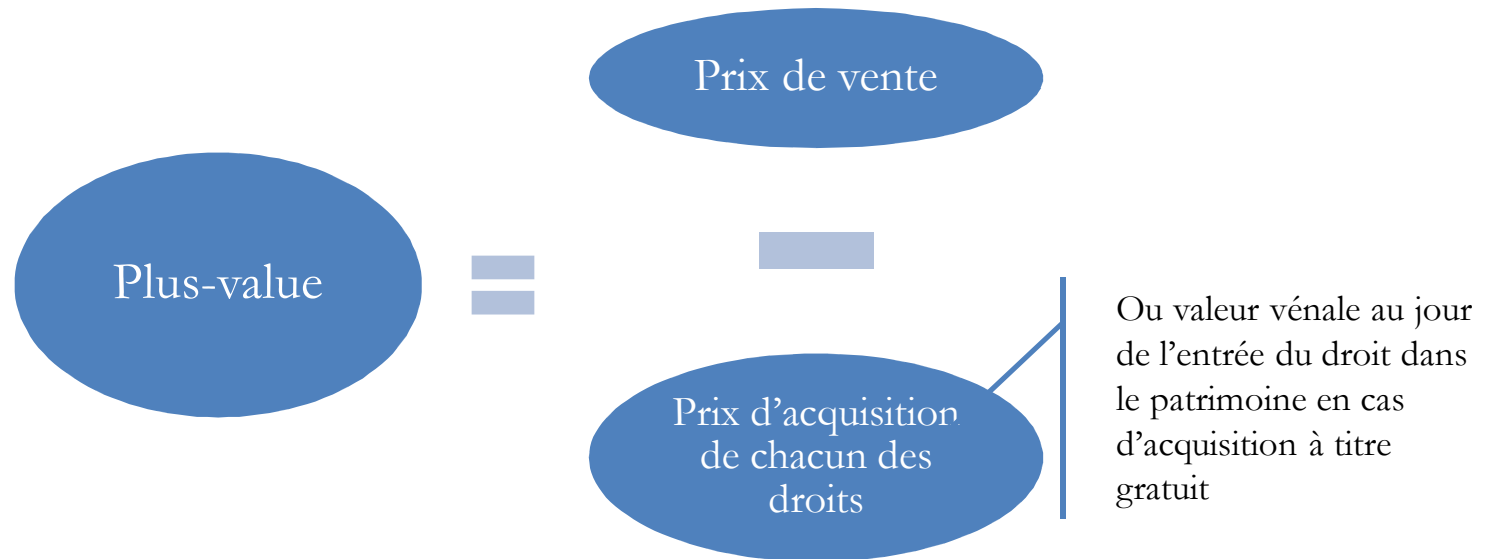 Prix de vente
Plus-value
Prix d’acquisition
de chacun des
droits
Ou valeur vénale au jour
de l’entrée du droit dans
le patrimoine en cas
d’acquisition à titre
gratuit